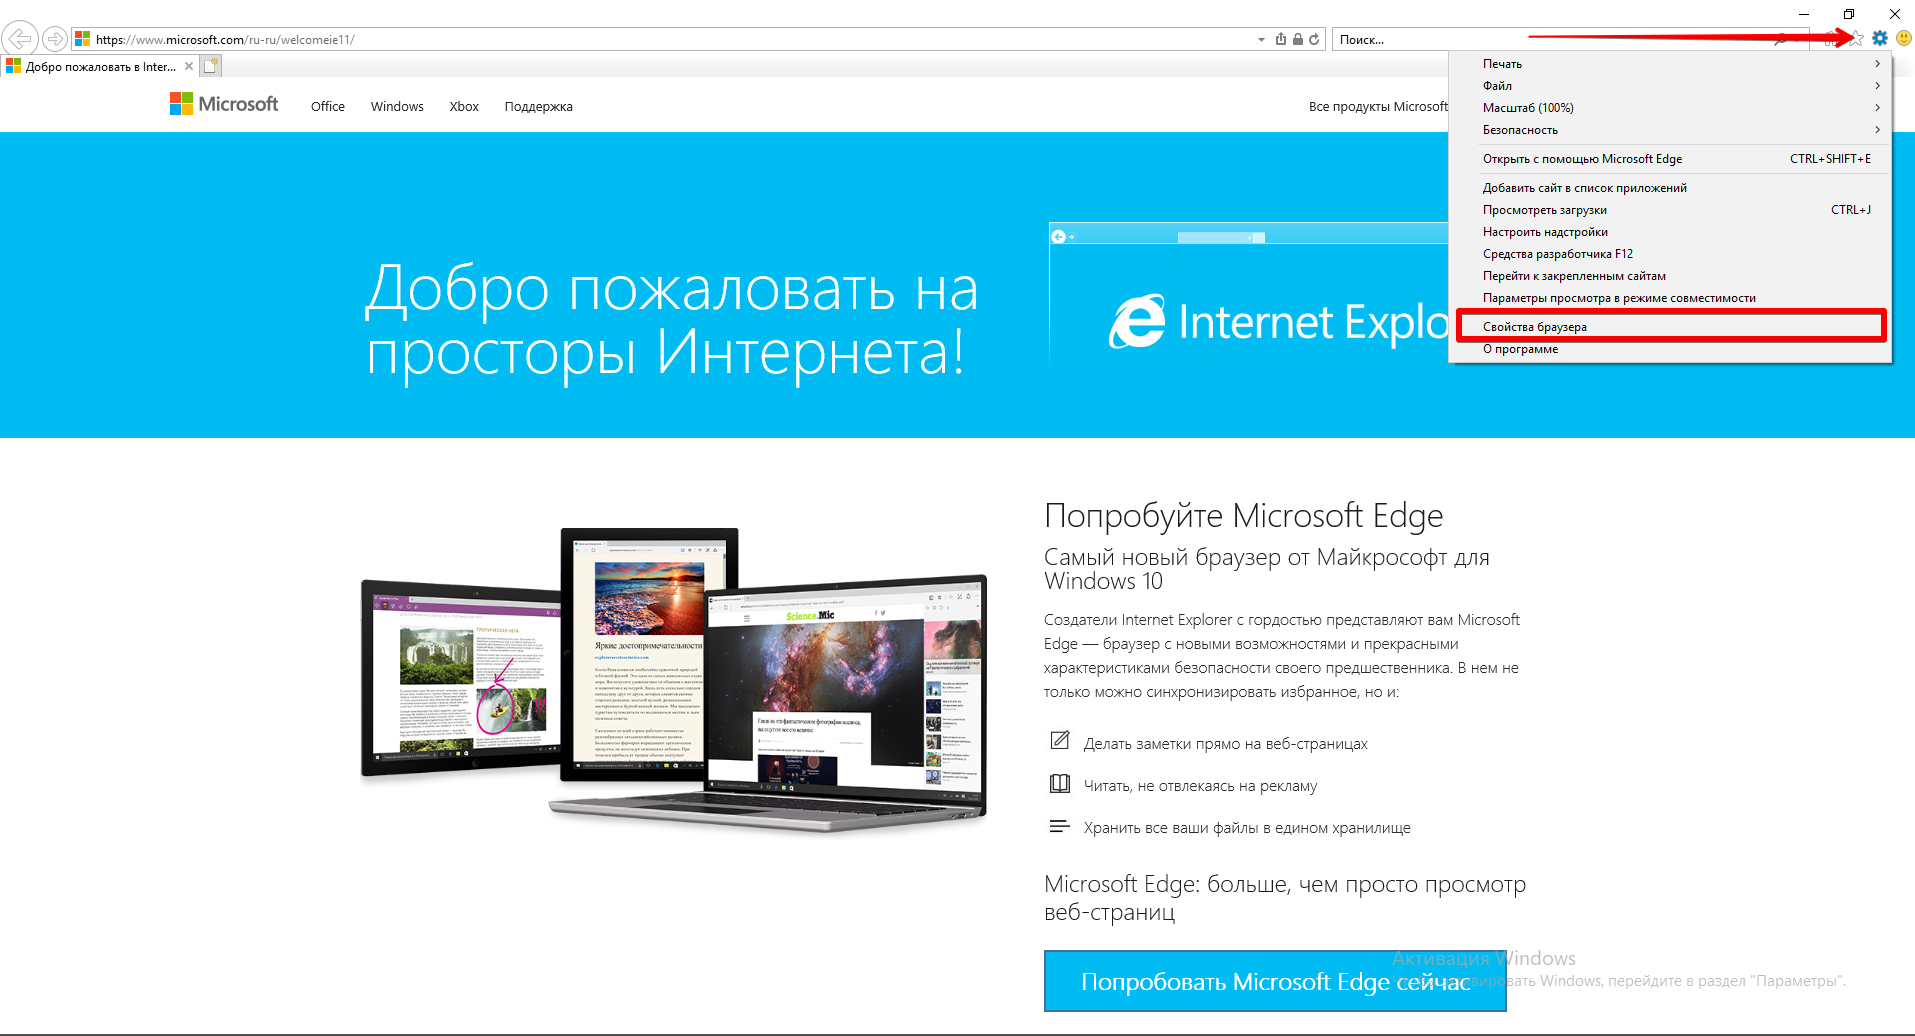 https://www.microsoft.com/ru-ru/welcomeie11/
Поиск...
Добро пожаловать в Inter...
Microsoft
Office
Windows
Xbox
Поддержка
Все продукты Microsoft
Печать
Файл
Масштаб (100%)
Безопасность
Открыть с помощью Microsoft Edge CTRL+SHIFT+E
Добавить сайт в список приложений
Просмотреть загрузки CTRL+J
Настроить надстройки
Средства разработчика F12
Перейти к закрепленным сайтам
Параметры просмотра в режиме совместимости
Свойства браузера
О программе
Добро пожаловать на
просторы Интернета!
Internet Explo
Попробуйте Microsoft Edge
Самый новый браузер от Майкрософт для
Windows 10
Создатели Internet Explorer с гордостью представляют вам Microsoft
Edge — браузер с новыми возможностями и прекрасными
характеристиками безопасности своего предшественника. В нем не
только можно синхронизировать избранное, но и:
Делать заметки прямо на веб-страницах
Читать, не отвлекаясь на рекламу
Хранить все ваши файлы в едином хранилище
Microsoft Edge: больше, чем просто просмотр
веб-страниц
Попробовать Microsoft Edge сейчас
Активация Windows
Windows, перейдите в раздел "Параметры".
ТРОПИЧЕСКАЯ НЕГА
Яркие достопримечательности
Science.Mic